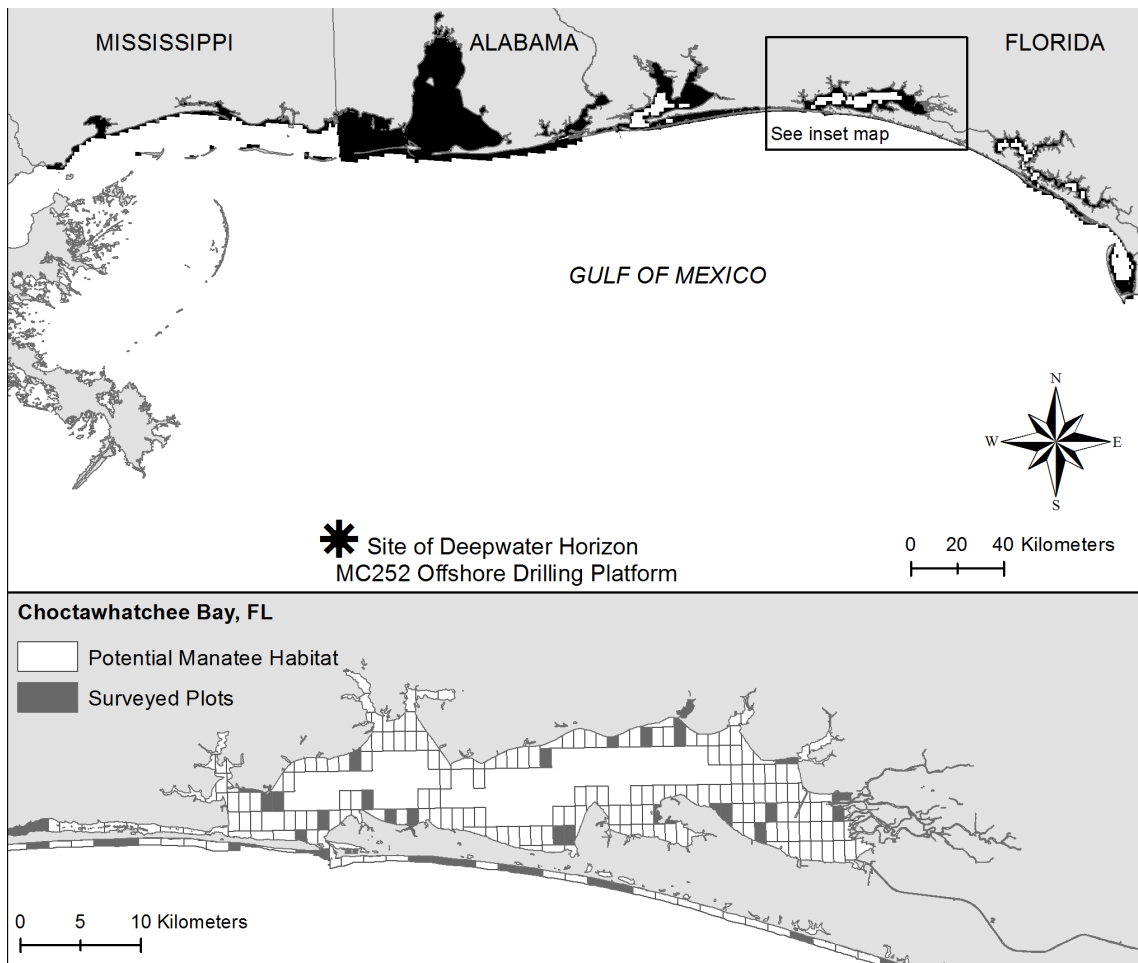 MISSISSIPPI
ALABAMA
FLORIDA
See inset map
GULF OF MEXICO
N
W
E
S
Site of Deepwater Horizon
MC252 Offshore Drilling Platform
0 20 40 Kilometers
Choctawhatchee Bay, FL
Potential Manatee Habitat
Surveyed Plots
0 5 10 Kilometers